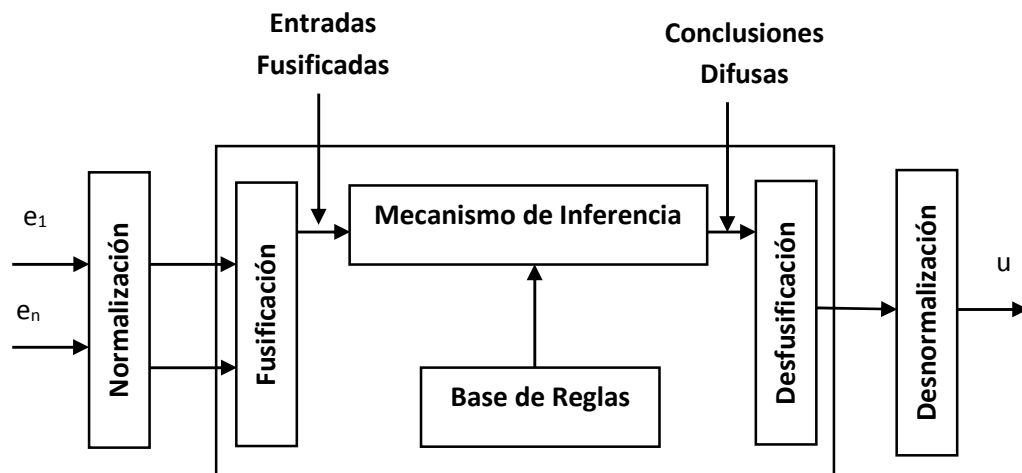 Entradas
Fusificadas
Conclusiones
Difusas
e₁
eₙ
Normalización
Fusificación
Mecanismo de Inferencia
Base de Reglas
Desfusificación
Desnormalización
u